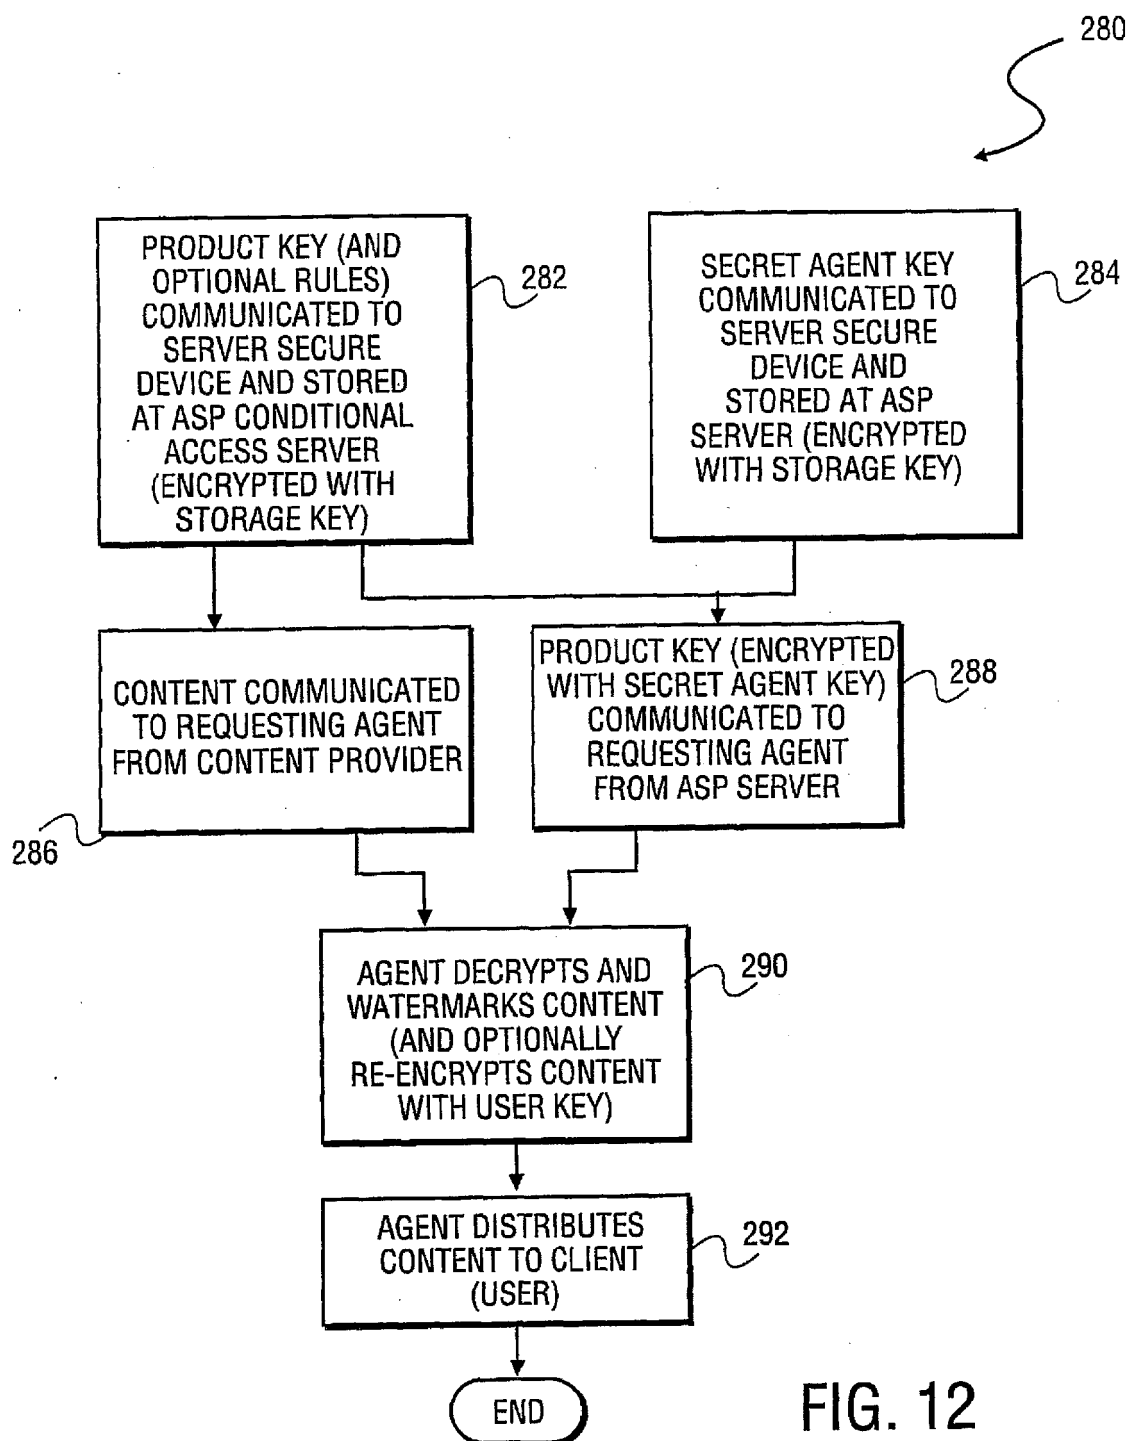 280
PRODUCT KEY (AND
OPTIONAL RULES)
COMMUNICATED TO
SERVER SECURE
DEVICE AND STORED
AT ASP CONDITIONAL
ACCESS SERVER
(ENCRYPTED WITH
STORAGE KEY)
282
SECRET AGENT KEY
COMMUNICATED TO
SERVER SECURE
DEVICE AND
STORED AT ASP
SERVER (ENCRYPTED
WITH STORAGE KEY)
284
CONTENT COMMUNICATED
TO REQUESTING AGENT
FROM CONTENT PROVIDER
286
PRODUCT KEY (ENCRYPTED
WITH SECRET AGENT KEY)
COMMUNICATED TO
REQUESTING AGENT
FROM ASP SERVER
288
AGENT DECRYPTS AND
WATERMARKS CONTENT
(AND OPTIONALLY
RE-ENCRYPTS CONTENT
WITH USER KEY)
290
AGENT DISTRIBUTES
CONTENT TO CLIENT
(USER)
292
END
FIG. 12